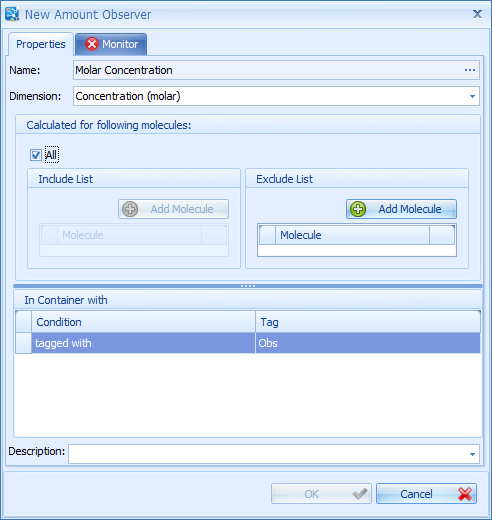 New Amount Observer
Properties Monitor
Name: Molar Concentration ...
Dimension: Concentration (molar)
Calculated for following molecules:
All
Include List Exclude List
Add Molecule Add Molecule
Molecule Molecule
In Container with
Condition Tag
tagged with Obs
Description:
OK Cancel